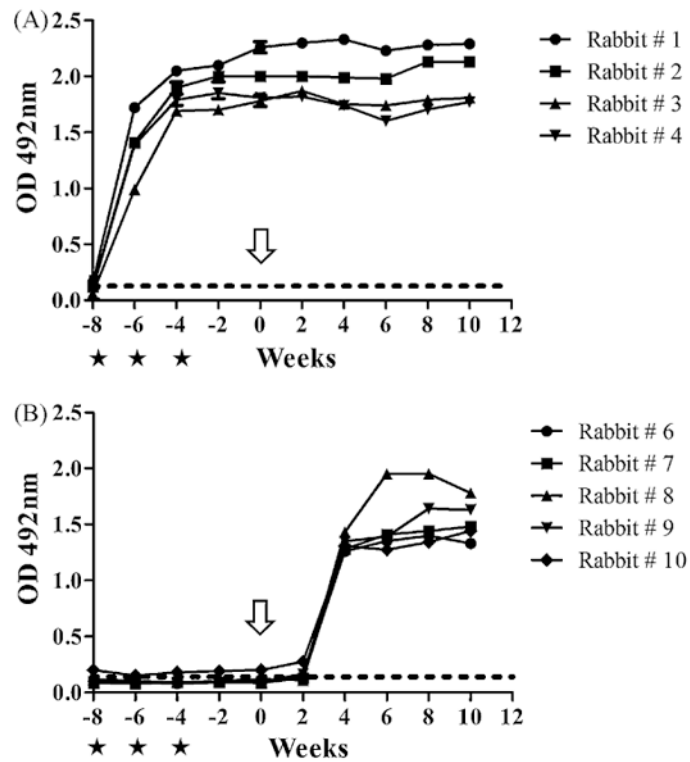 (A)
2.5
2.0
1.5
1.0
0.5
0.0
OD 492nm
-8 -6 -4 -2 0 2 4 6 8 10 12
★ ★ ★ Weeks
Rabbit # 1
Rabbit # 2
Rabbit # 3
Rabbit # 4
(B)
2.5
2.0
1.5
1.0
0.5
0.0
OD 492nm
-8 -6 -4 -2 0 2 4 6 8 10 12
★ ★ ★ Weeks
Rabbit # 6
Rabbit # 7
Rabbit # 8
Rabbit # 9
Rabbit # 10